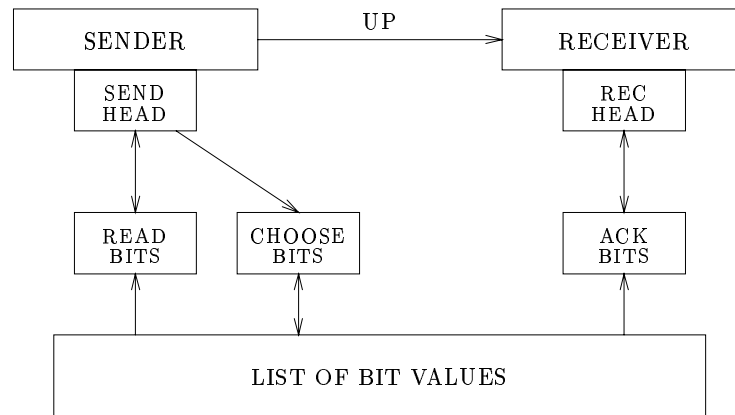 SENDER
UP
RECEIVER
SEND
HEAD
REC
HEAD
READ
BITS
CHOOSE
BITS
ACK
BITS
LIST OF BIT VALUES